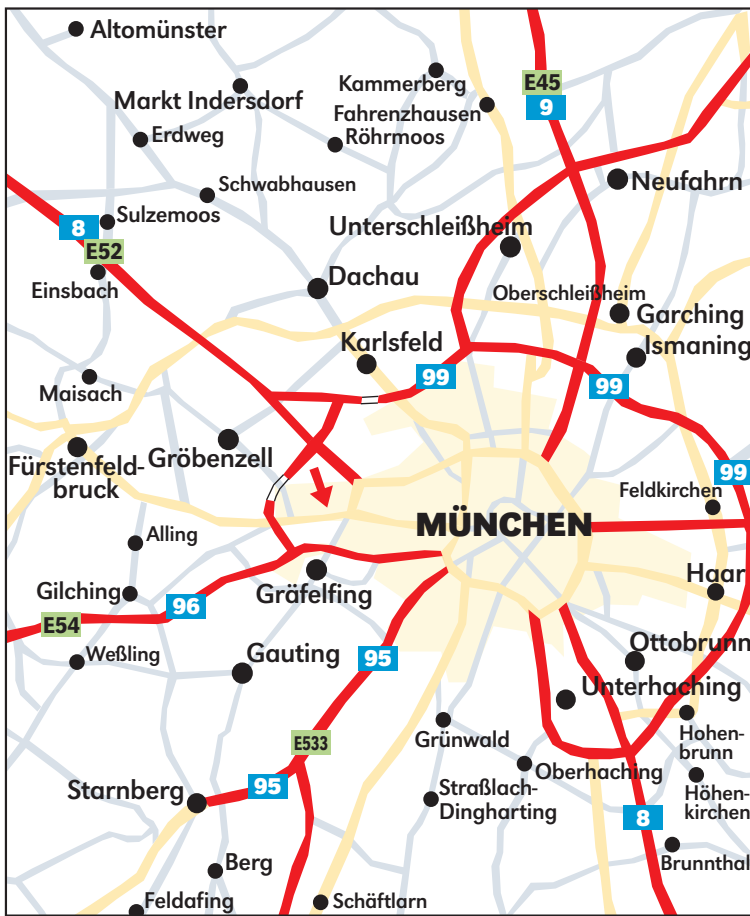 Altomünster
Kammerberg
E45
9
Markt Indersdorf
Fahrenzhausen
Erdweg
Röhrmoos
Neufahrn
Schwabhausen
8
Sulzemoos
Unterschleißheim
E52
Einsbach
Dachau
Oberschleißheim
Garching
Karlsfeld
Ismaning
99
99
Maisach
Gröbenzell
Fürstenfeld-
bruck
99
Feldkirchen
MÜNCHEN
Alling
Haar
Gilching
96
Gräfelfing
E54
Weßling
Gauting
95
Ottobrunn
Unterhaching
E533
Grünwald
Hohen-
brunn
Oberhaching
Starnberg
95
Straßlach-
Dingharting
Höhen-
kirchen
8
Berg
Brunnthal
Feldafing
Schäftlarn